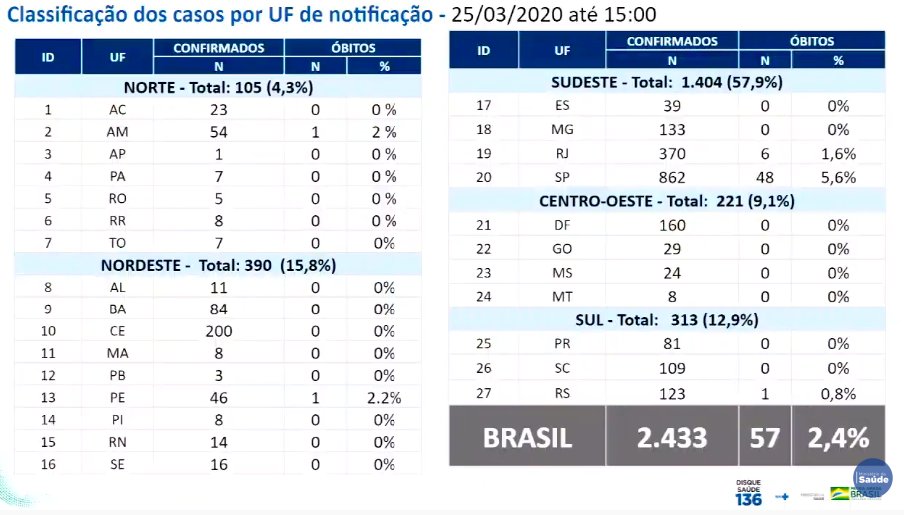 Classificação dos casos por UF de notificação - 25/03/2020 até 15:00
ID UF CONFIRMADOS ÓBITOS
N N %
NORTE - Total: 105 (4,3%)
1 AC 23 0 0 %
2 AM 54 1 2 %
3 AP 1 0 0 %
4 PA 7 0 0 %
5 RO 5 0 0 %
6 RR 8 0 0 %
7 TO 7 0 0%
NORDESTE - Total: 390 (15,8%)
8 AL 11 0 0%
9 BA 84 0 0%
10 CE 200 0 0%
11 MA 8 0 0%
12 PB 3 0 0%
13 PE 46 1 2.2%
14 PI 8 0 0%
15 RN 14 0 0%
16 SE 16 0 0%
ID UF CONFIRMADOS ÓBITOS
N N %
SUDESTE - Total: 1.404 (57,9%)
17 ES 39 0 0%
18 MG 133 0 0%
19 RJ 370 6 1,6%
20 SP 862 48 5,6%
CENTRO-OESTE - Total: 221 (9,1%)
21 DF 160 0 0%
22 GO 29 0 0%
23 MS 24 0 0%
24 MT 8 0 0%
SUL - Total: 313 (12,9%)
25 PR 81 0 0%
26 SC 109 0 0%
27 RS 123 1 0,8%
BRASIL 2.433 57 2,4%
DISQUE
SAÚDE
136
BRASIL
Saúde